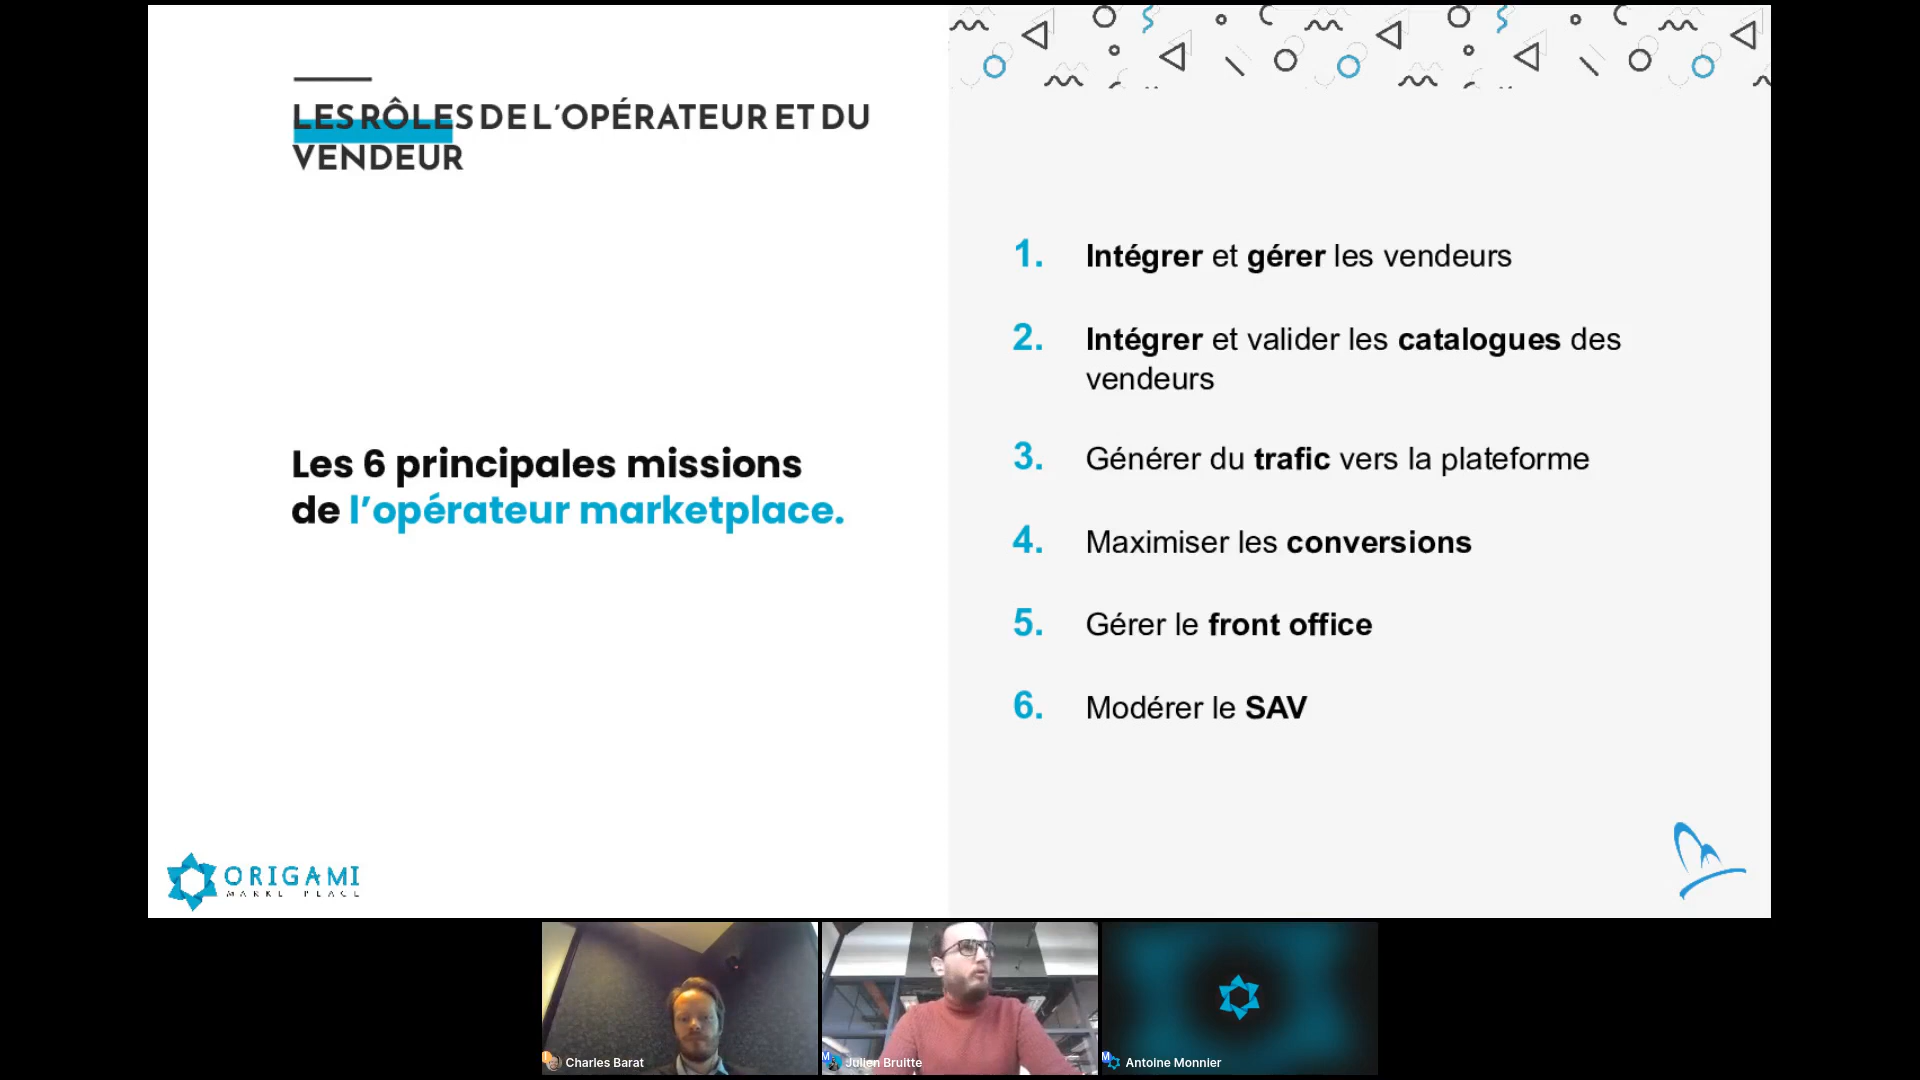 LES RÔLES DE L'OPÉRATEUR ET DU
VENDEUR
Les 6 principales missions
de l'opérateur marketplace.
1. Intégrer et gérer les vendeurs
2. Intégrer et valider les catalogues des
vendeurs
3. Générer du trafic vers la plateforme
4. Maximiser les conversions
5. Gérer le front office
6. Modérer le SAV
ORIGAMI
Charles Barat
Julien Bruitte
Antoine Monnier